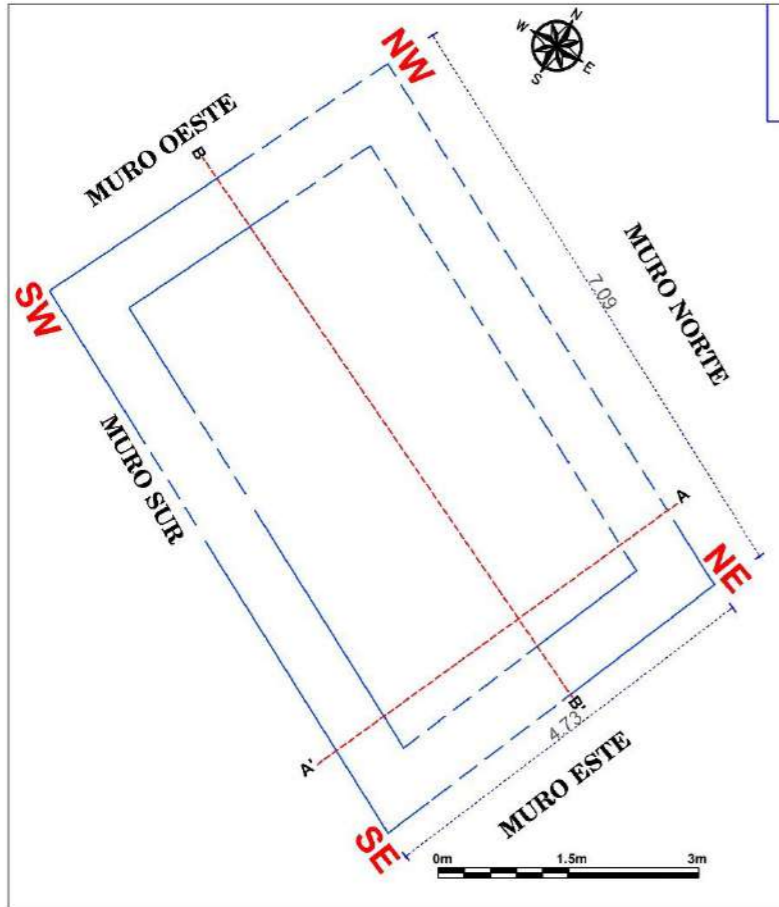 N
W
E
S
NW
MURO OESTE
B
SW
7.09
MURO NORTE
MURO SUR
A
NE
B'
4.73
A'
MURO ESTE
SE
0m 1.5m 3m